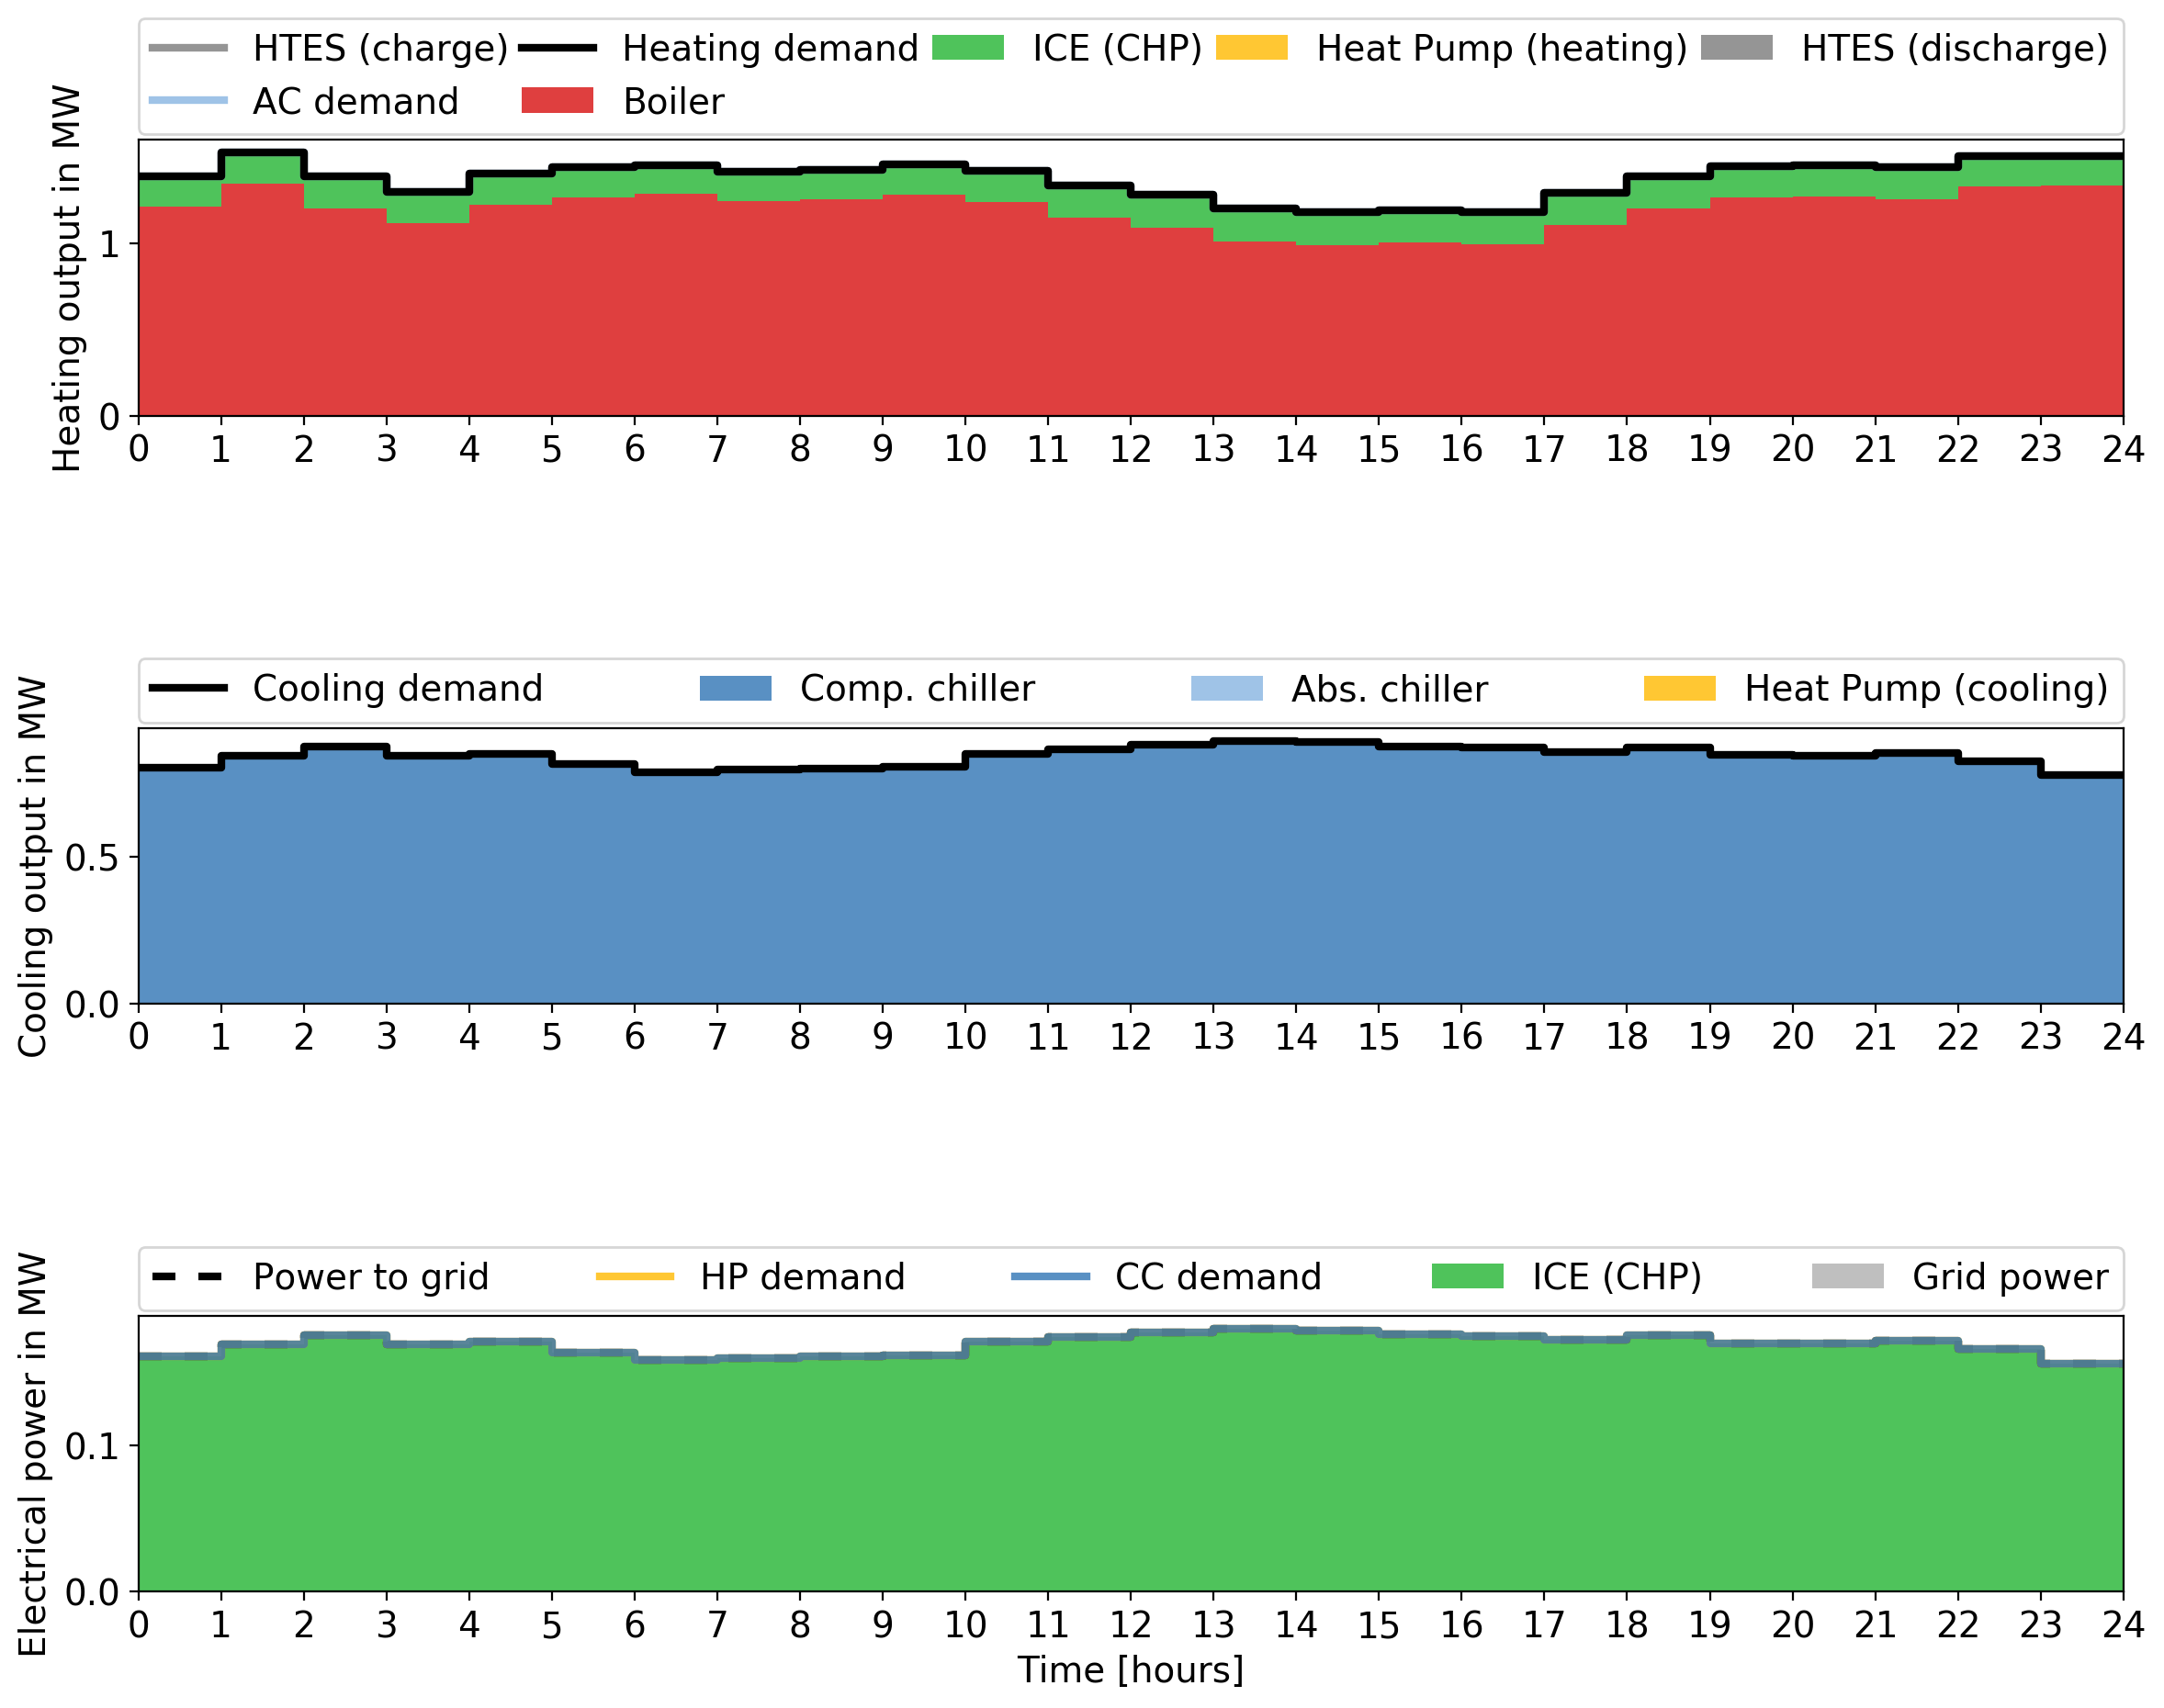 HTES (charge) Heating demand ICE (CHP) Heat Pump (heating) HTES (discharge)
AC demand Boiler
Heating output in MW
1
0
0 1 2 3 4 5 6 7 8 9 10 11 12 13 14 15 16 17 18 19 20 21 22 23 24
Cooling demand Comp. chiller Abs. chiller Heat Pump (cooling)
Cooling output in MW
0.5
0.0
0 1 2 3 4 5 6 7 8 9 10 11 12 13 14 15 16 17 18 19 20 21 22 23 24
Power to grid HP demand CC demand ICE (CHP) Grid power
Electrical power in MW
0.1
0.0
0 1 2 3 4 5 6 7 8 9 10 11 12 13 14 15 16 17 18 19 20 21 22 23 24
Time [hours]